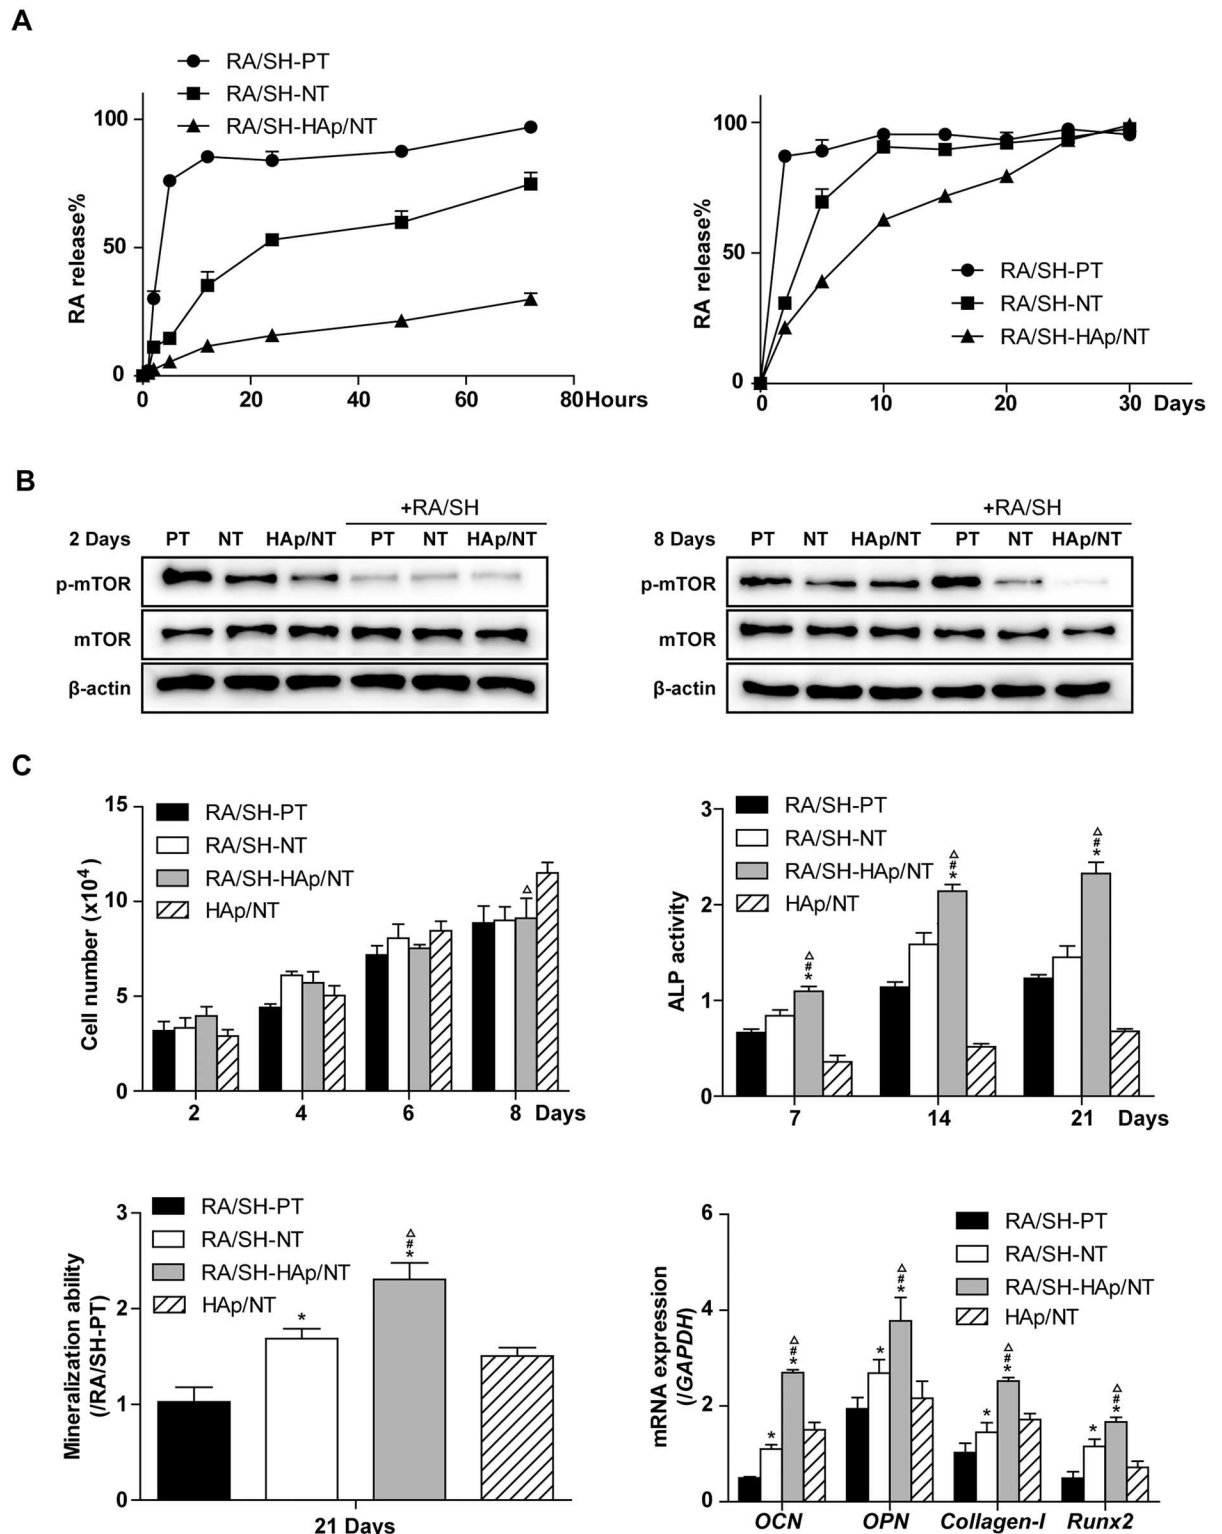 A
RA/SH-PT
RA/SH-NT
RA/SH-HAp/NT
100
50
0
RA release%
0 20 40 60 80 Hours
100
50
0
RA release%
RA/SH-PT
RA/SH-NT
RA/SH-HAp/NT
0 10 20 30 Days
B
+RA/SH
2 Days PT NT HAp/NT PT NT HAp/NT
p-mTOR
mTOR
β-actin
+RA/SH
8 Days PT NT HAp/NT PT NT HAp/NT
p-mTOR
mTOR
β-actin
C
15
10
5
0
Cell number (x10⁴)
RA/SH-PT
RA/SH-NT
RA/SH-HAp/NT
HAp/NT
Δ
2 4 6 8 Days
3
2
1
0
ALP activity
RA/SH-PT
RA/SH-NT
RA/SH-HAp/NT
HAp/NT
Δ
#
*
Δ
#
*
Δ
#
*
7 14 21 Days
3
2
1
0
Mineralization ability
(/RA/SH-PT)
RA/SH-PT
RA/SH-NT
RA/SH-HAp/NT
HAp/NT
*
Δ
#
*
21 Days
6
4
2
0
mRNA expression
(/GAPDH)
RA/SH-PT
RA/SH-NT
RA/SH-HAp/NT
HAp/NT
*
Δ
#
*
*
Δ
#
*
*
Δ
#
*
*
Δ
#
*
OCN OPN Collagen-I Runx2